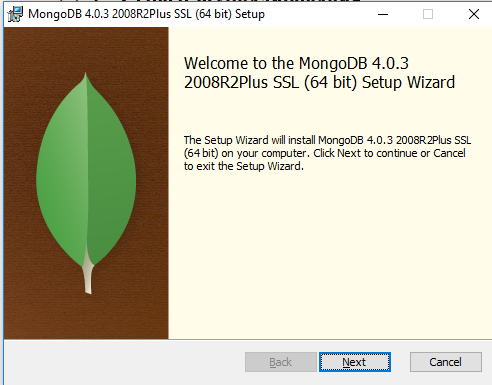 MongoDB 4.0.3 2008R2Plus SSL (64 bit) Setup
Welcome to the MongoDB 4.0.3
2008R2Plus SSL (64 bit) Setup Wizard
The Setup Wizard will install MongoDB 4.0.3 2008R2Plus SSL
(64 bit) on your computer. Click Next to continue or Cancel
to exit the Setup Wizard.
Back
Next
Cancel